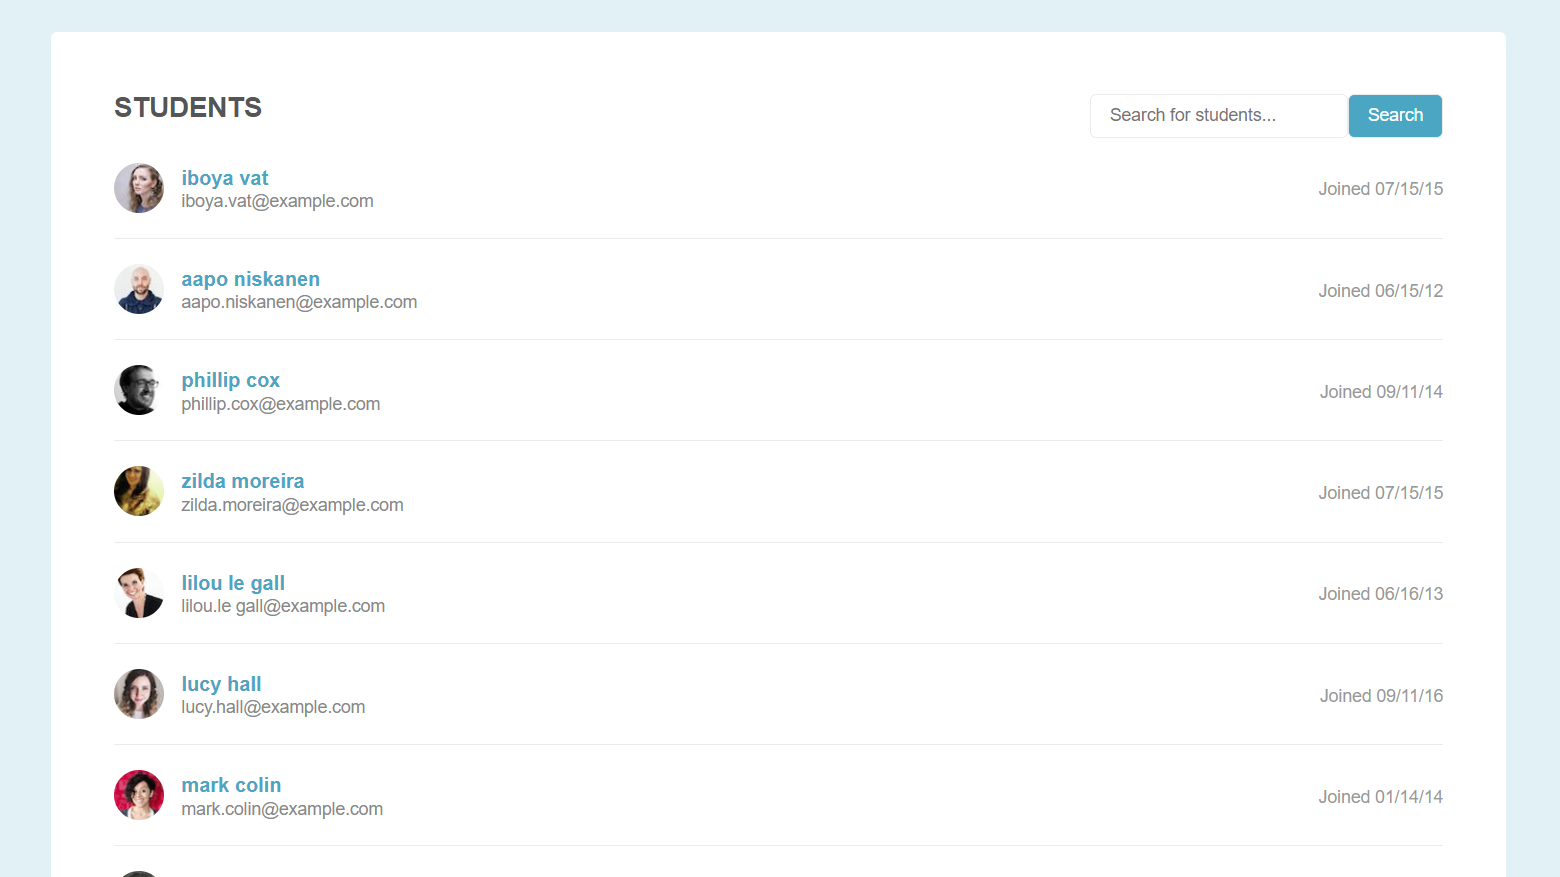 STUDENTS
Search for students...
Search
iboya vat
iboya.vat@example.com
Joined 07/15/15
aapo niskanen
aapo.niskanen@example.com
Joined 06/15/12
phillip cox
phillip.cox@example.com
Joined 09/11/14
zilda moreira
zilda.moreira@example.com
Joined 07/15/15
lilou le gall
lilou.le gall@example.com
Joined 06/16/13
lucy hall
lucy.hall@example.com
Joined 09/11/16
mark colin
mark.colin@example.com
Joined 01/14/14